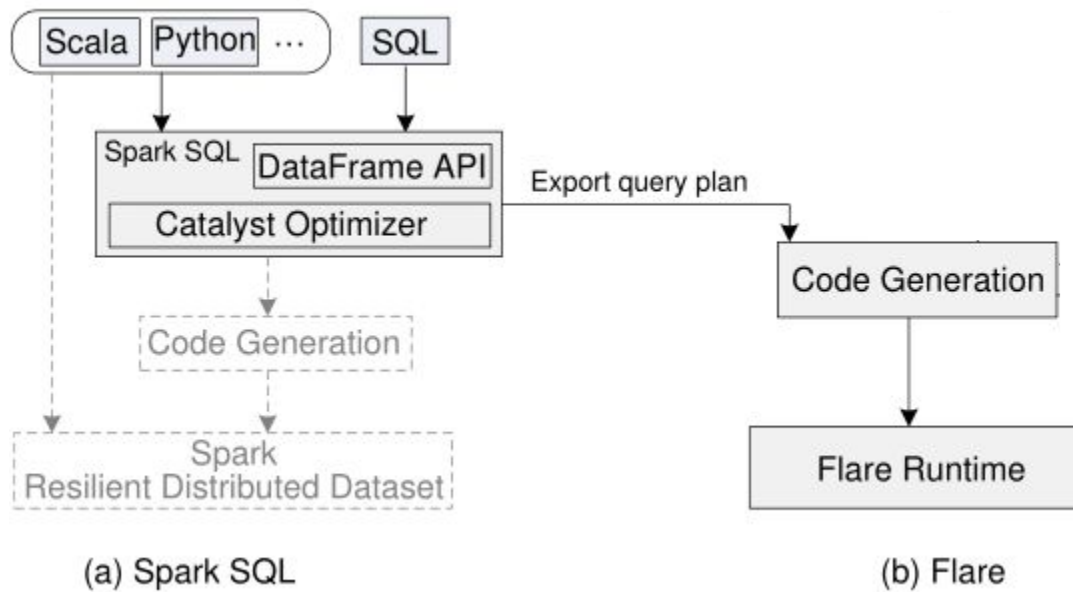 Scala Python ... SQL
Spark SQL
DataFrame API
Catalyst Optimizer
Export query plan
Code Generation
Code Generation
Spark
Resilient Distributed Dataset
Flare Runtime
(a) Spark SQL
(b) Flare